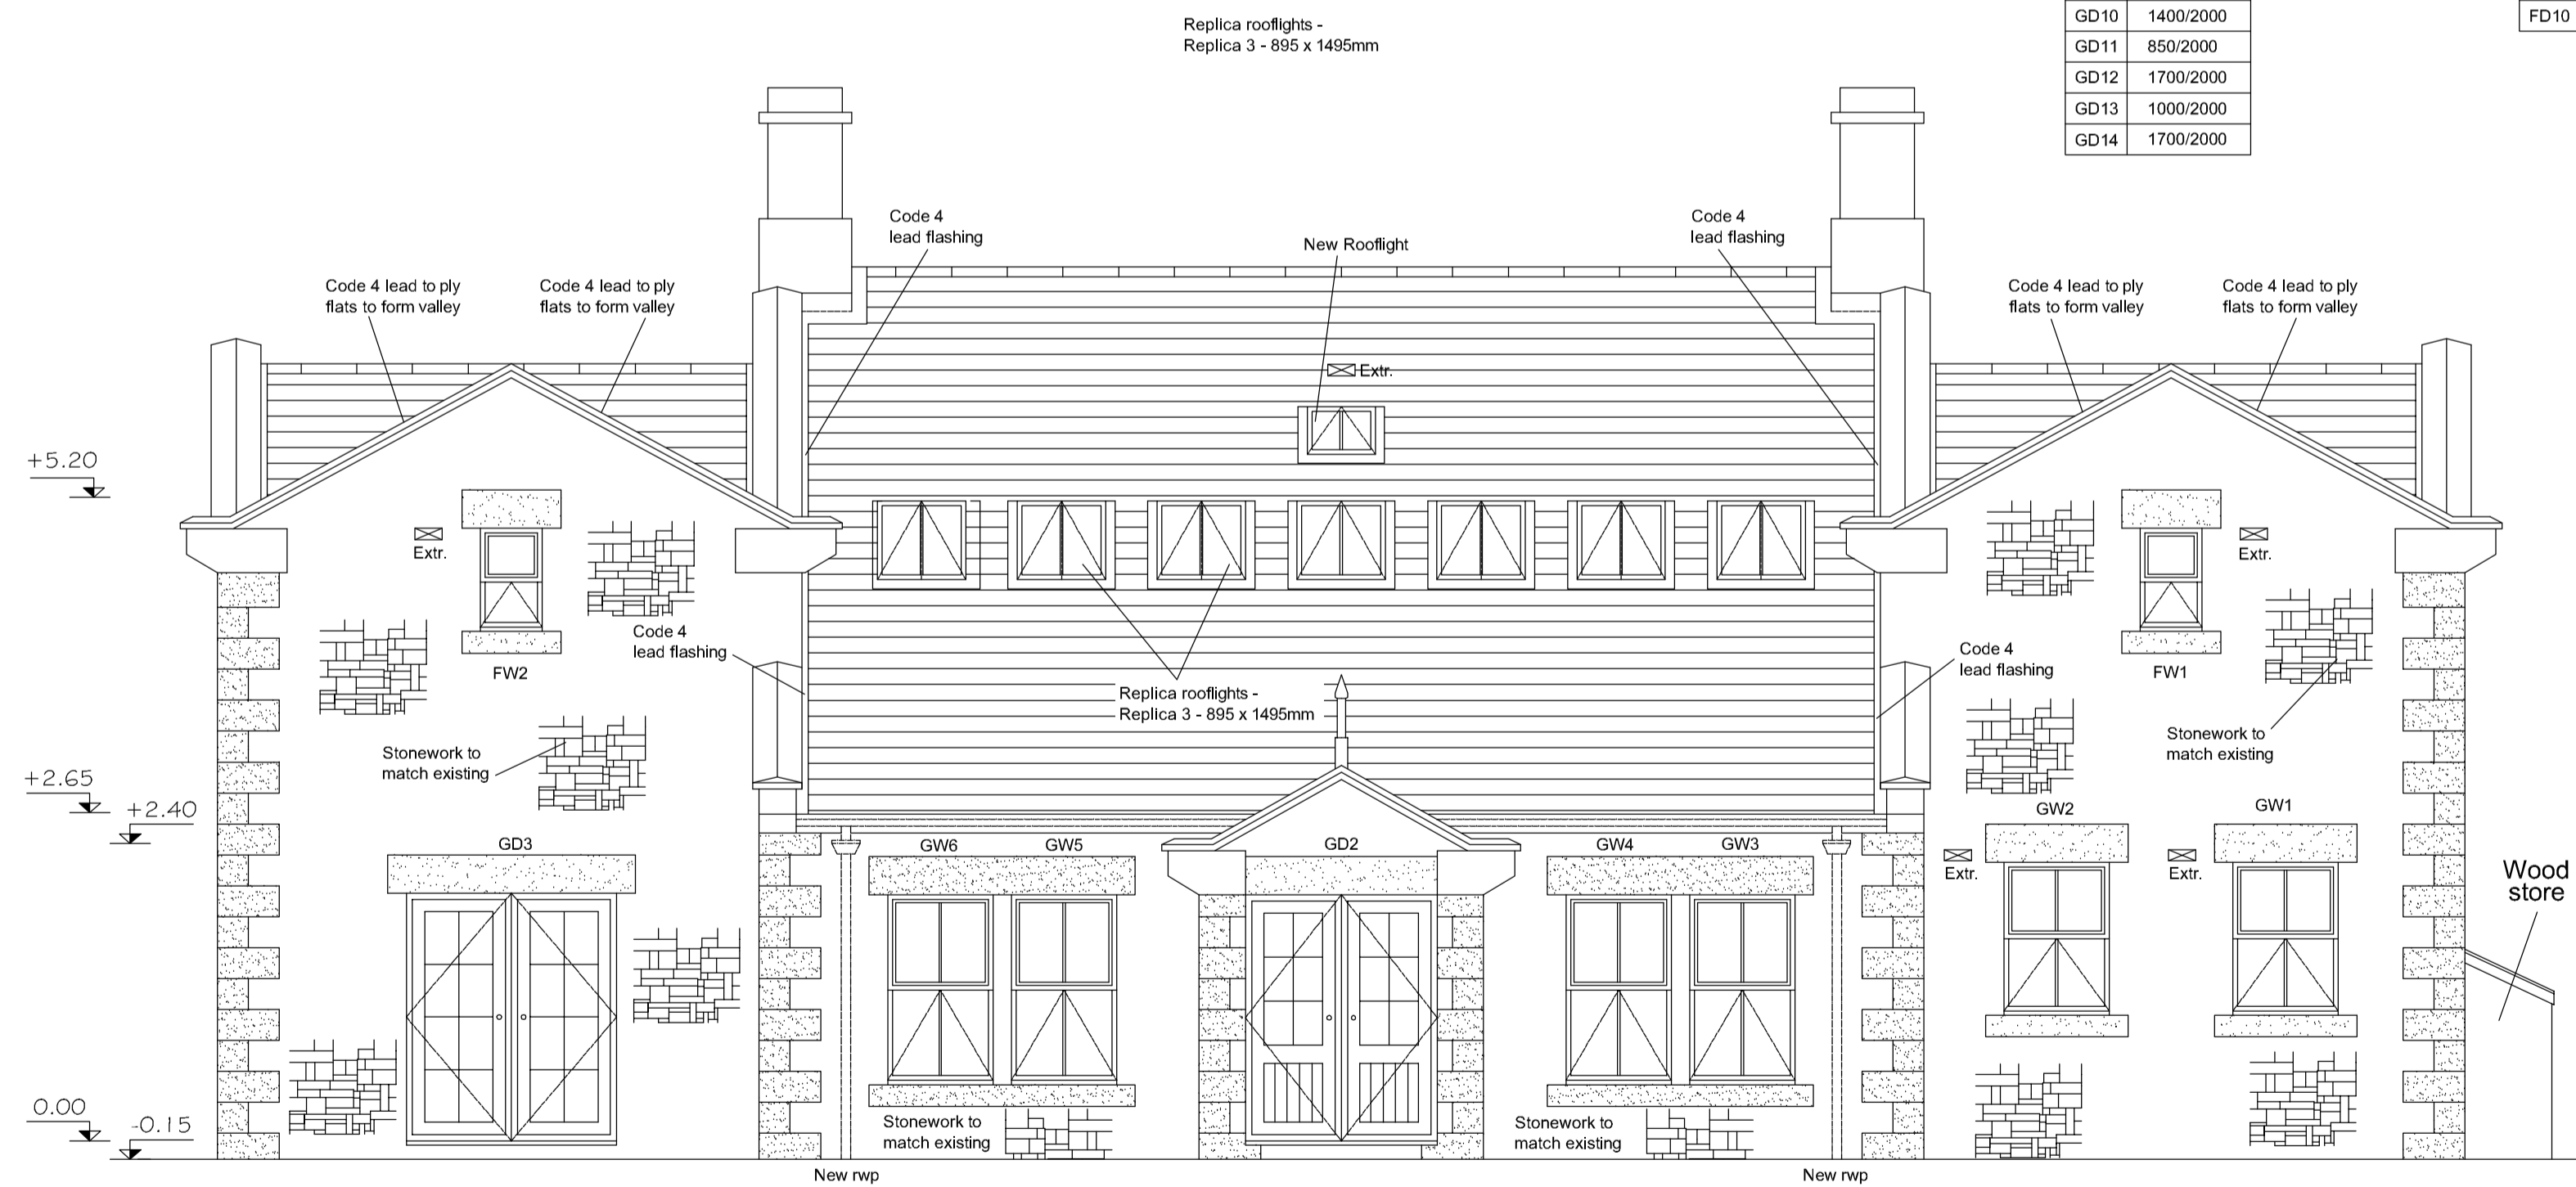 Replica rooflights -
Replica 3 - 895 x 1495mm
GD10 1400/2000
GD11 850/2000
GD12 1700/2000
GD13 1000/2000
GD14 1700/2000
FD10
Code 4
lead flashing
New Rooflight
Code 4
lead flashing
Code 4 lead to ply
flats to form valley
Code 4 lead to ply
flats to form valley
Code 4 lead to ply
flats to form valley
Code 4 lead to ply
flats to form valley
Extr.
+5.20
Extr.
Extr.
FW2
Code 4
lead flashing
Code 4
lead flashing
FW1
Replica rooflights -
Replica 3 - 895 x 1495mm
Stonework to
match existing
Stonework to
match existing
+2.65
+2.40
GD3
GW6
GW5
GD2
GW4
GW3
GW2
GW1
Extr.
Extr.
Wood
store
0.00
-0.15
Stonework to
match existing
Stonework to
match existing
New rwp
New rwp